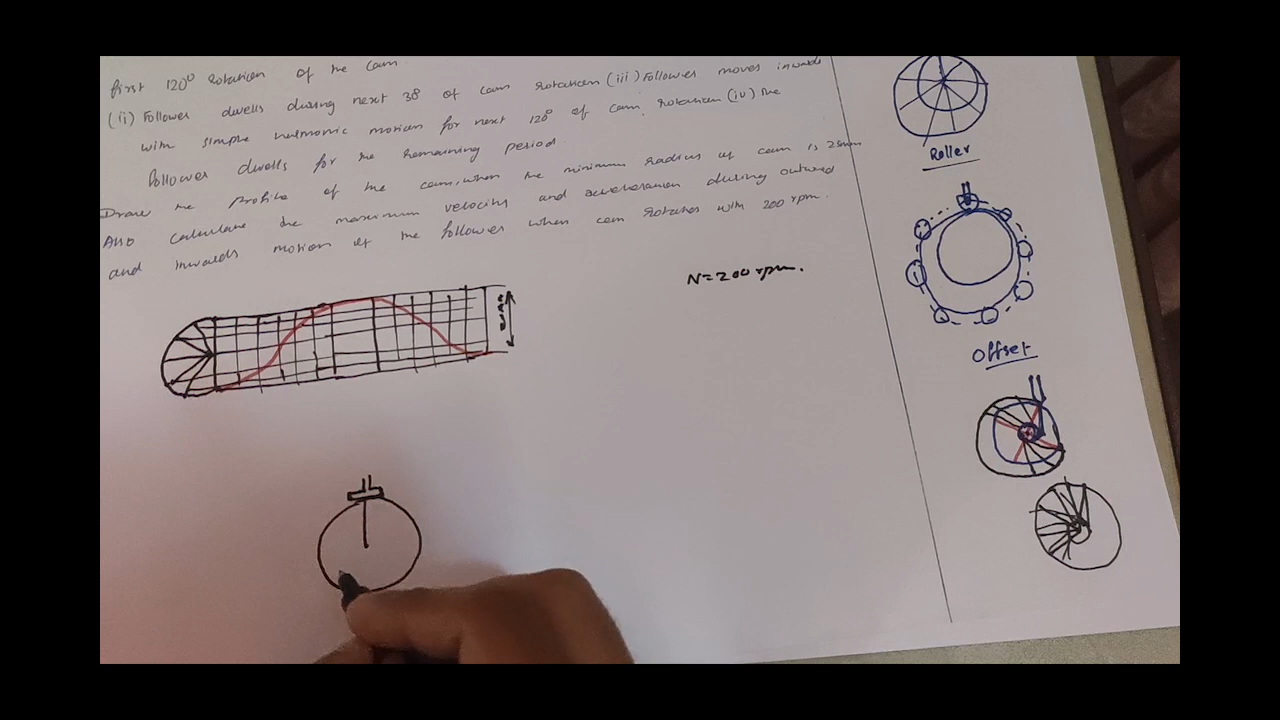 first 120° rotation of the cam.
(ii) Follower dwells during next 30 of cam rotation (iii) Follower moves inwards
with simple harmonic motion for next 120° of cam rotation (iv) The
follower dwells for the remaining period.
Draw the profile of the cam, when the minimum radius of cam is 25mm
Also calculate the maximum velocity and acceleration during outward
and inwards motion of the follower when cam rotates with 200 rpm.
N=200 rpm.
Roller
Offset